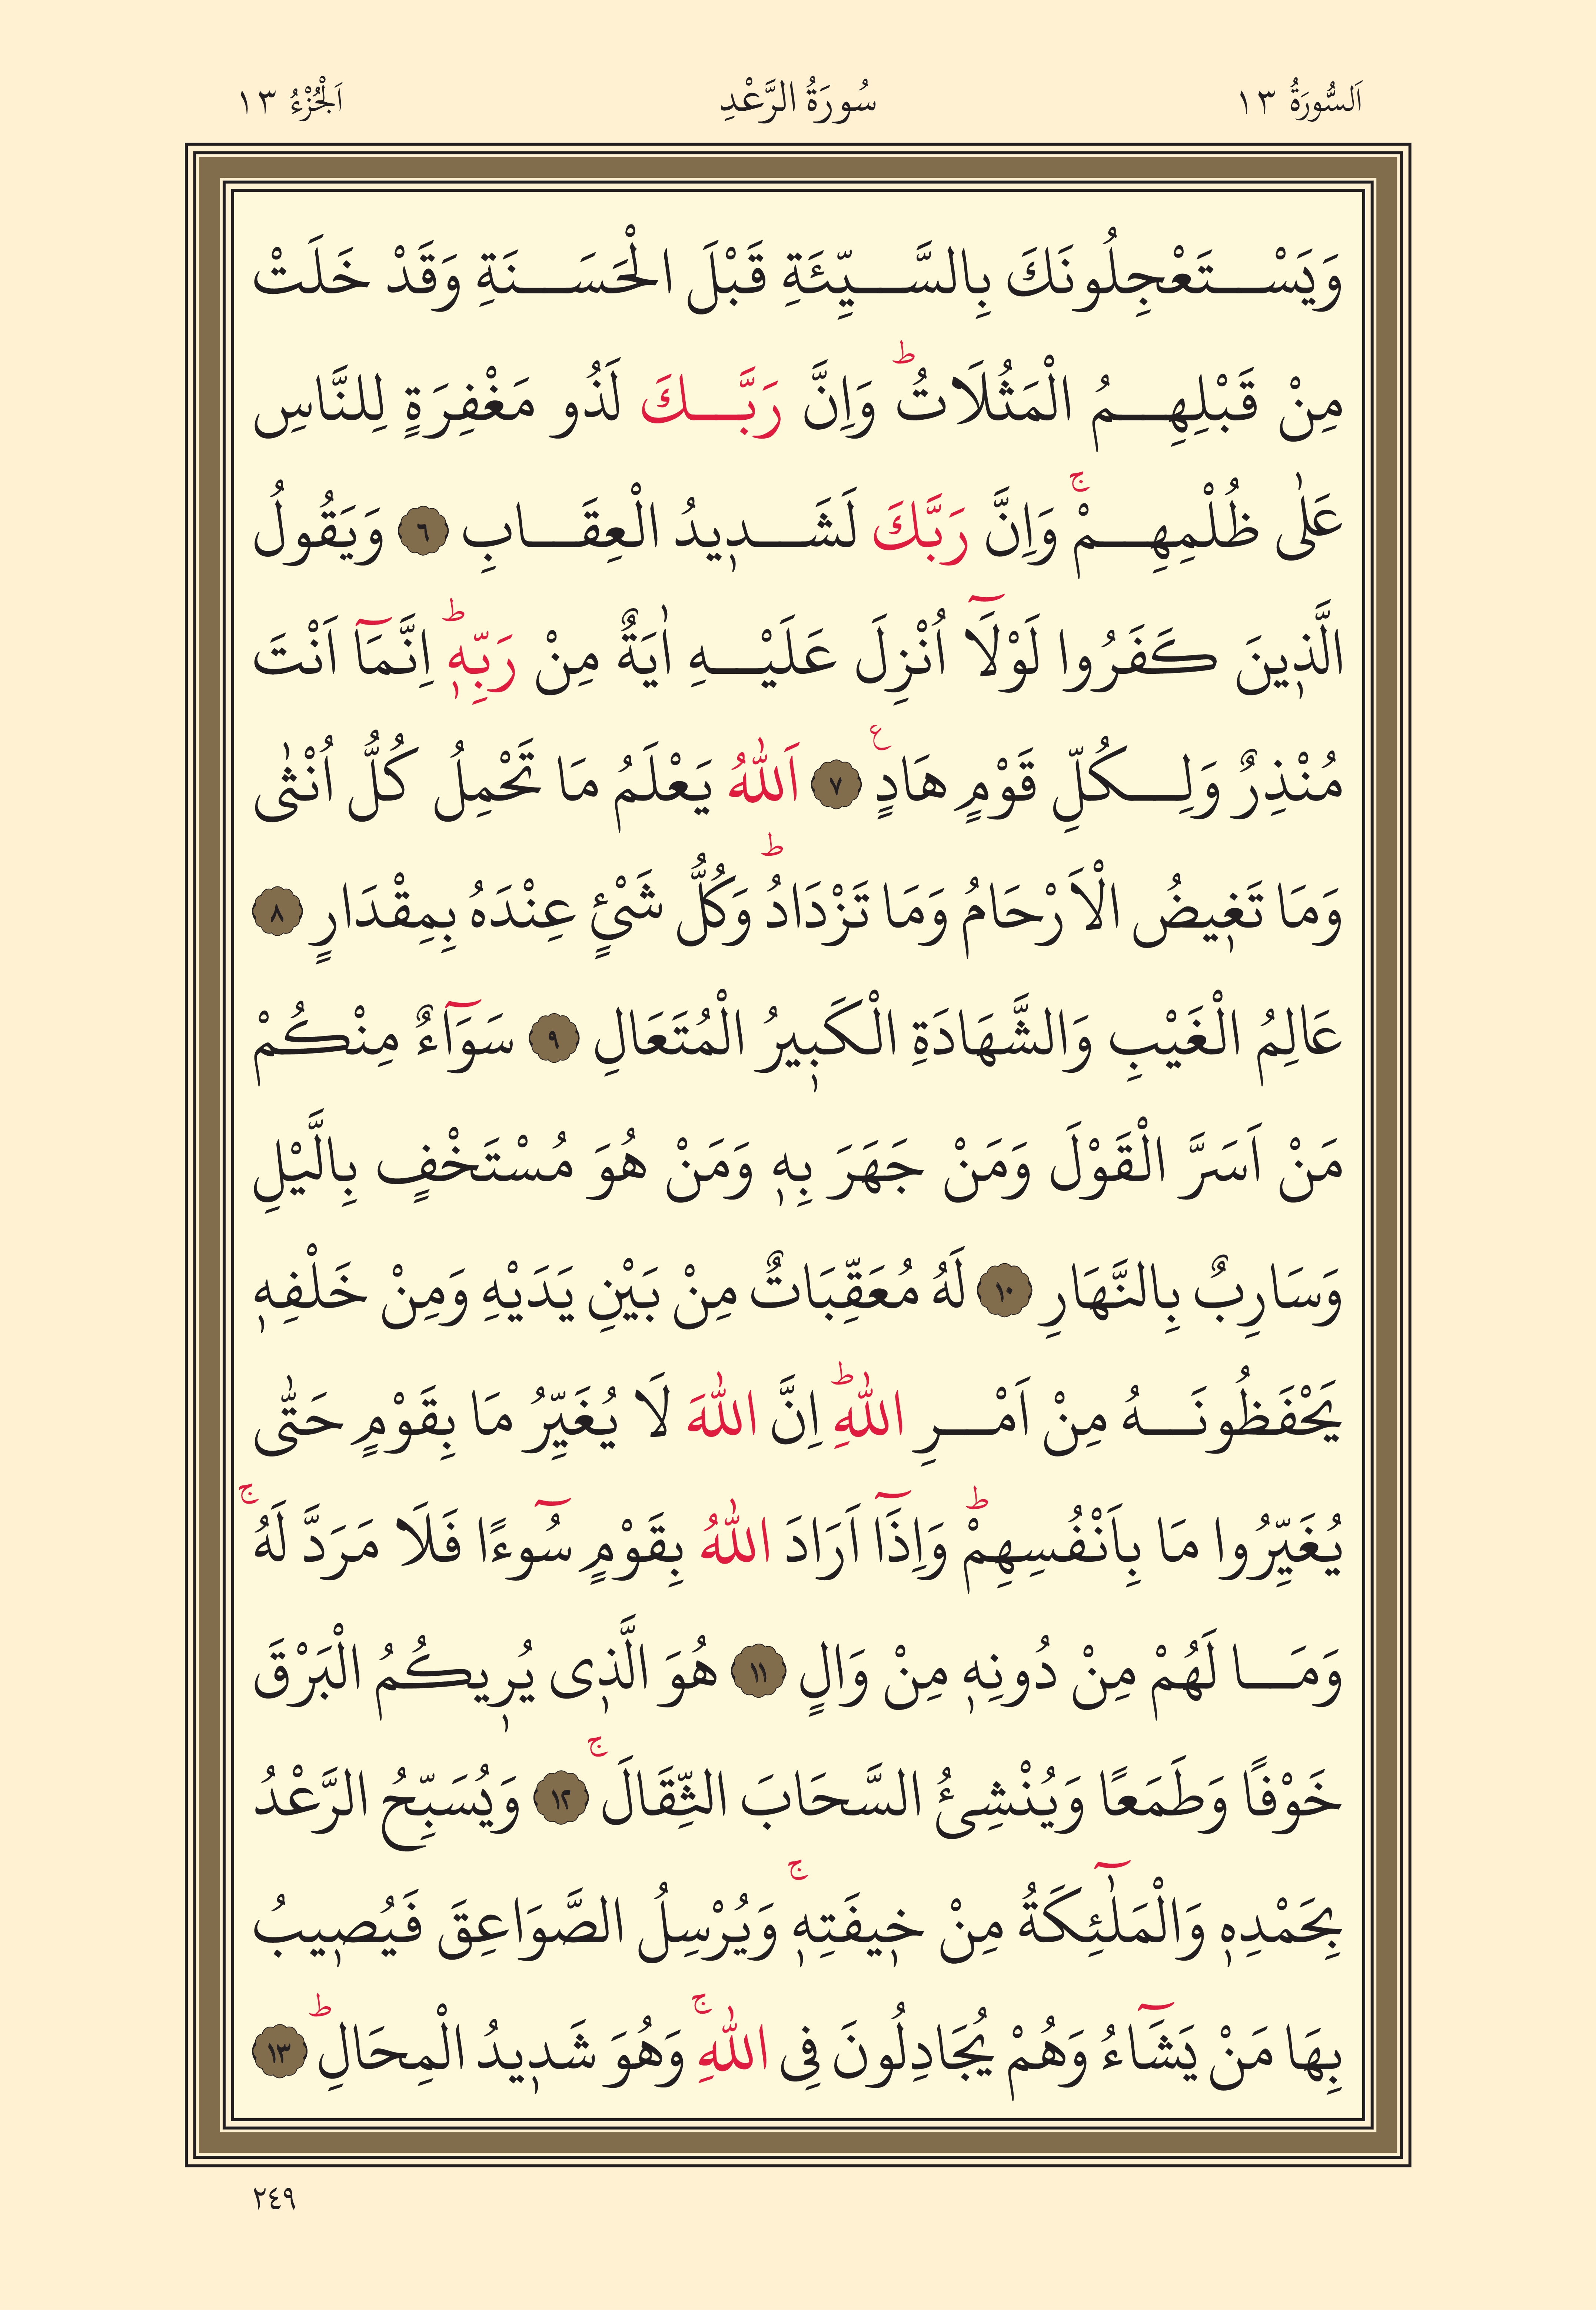 اَلسُّورَةُ ١٣ سُورَةُ الرَّعْدِ اَلْجُزْءُ ١٣
وَيَسْتَعْجِلُونَكَ بِالسَّيِّئَةِ قَبْلَ الْحَسَنَةِ وَقَدْ خَلَتْ
مِنْ قَبْلِهِمُ الْمَثُلَاتُۜ وَاِنَّ رَبَّكَ لَذُو مَغْفِرَةٍ لِلنَّاسِ
عَلٰى ظُلْمِهِمْۚ وَاِنَّ رَبَّكَ لَشَد۪يدُ الْعِقَابِ ٦ وَيَقُولُ
الَّذ۪ينَ كَفَرُوا لَوْلَٓا اُنْزِلَ عَلَيْهِ اٰيَةٌ مِنْ رَبِّه۪ۜ اِنَّمَٓا اَنْتَ
مُنْذِرٌ وَلِكُلِّ قَوْمٍ هَادٍ۟ ٧ اَللّٰهُ يَعْلَمُ مَا تَحْمِلُ كُلُّ اُنْثٰى
وَمَا تَغ۪يضُ الْاَرْحَامُ وَمَا تَزْدَادُۜ وَكُلُّ شَيْئٍ عِنْدَهُ بِمِقْدَارٍ ٨
عَالِمُ الْغَيْبِ وَالشَّهَادَةِ الْكَب۪يرُ الْمُتَعَالِ ٩ سَوَٓاءٌ مِنْكُمْ
مَنْ اَسَرَّ الْقَوْلَ وَمَنْ جَهَرَ بِه۪ وَمَنْ هُوَ مُسْتَخْفٍ بِالَّيْلِ
وَسَارِبٌ بِالنَّهَارِ ١٠ لَهُ مُعَقِّبَاتٌ مِنْ بَيْنِ يَدَيْهِ وَمِنْ خَلْفِه۪
يَحْفَظُونَهُ مِنْ اَمْرِ اللّٰهِۜ اِنَّ اللّٰهَ لَا يُغَيِّرُ مَا بِقَوْمٍ حَتّٰى
يُغَيِّرُوا مَا بِاَنْفُسِهِمْۜ وَاِذَٓا اَرَادَ اللّٰهُ بِقَوْمٍ سُٓوءًا فَلَا مَرَدَّ لَهُۚ
وَمَا لَهُمْ مِنْ دُونِه۪ مِنْ وَالٍ ١١ هُوَ الَّذ۪ى يُر۪يكُمُ الْبَرْقَ
خَوْفًا وَطَمَعًا وَيُنْشِئُ السَّحَابَ الثِّقَالَۚ ١٢ وَيُسَبِّحُ الرَّعْدُ
بِحَمْدِه۪ وَالْمَلٰٓئِكَةُ مِنْ خ۪يفَتِه۪ۚ وَيُرْسِلُ الصَّوَاعِقَ فَيُص۪يبُ
بِهَا مَنْ يَشَٓاءُ وَهُمْ يُجَادِلُونَ فِى اللّٰهِۚ وَهُوَ شَد۪يدُ الْمِحَالِۜ ١٣
٢٤٩